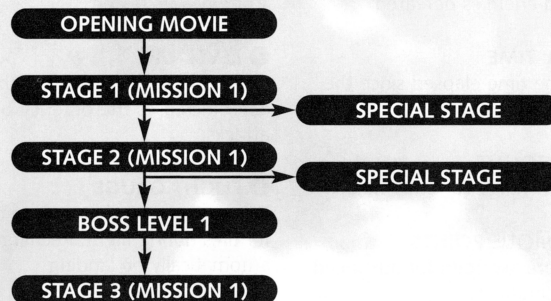 OPENING MOVIE
STAGE 1 (MISSION 1)
SPECIAL STAGE
STAGE 2 (MISSION 1)
SPECIAL STAGE
BOSS LEVEL 1
STAGE 3 (MISSION 1)